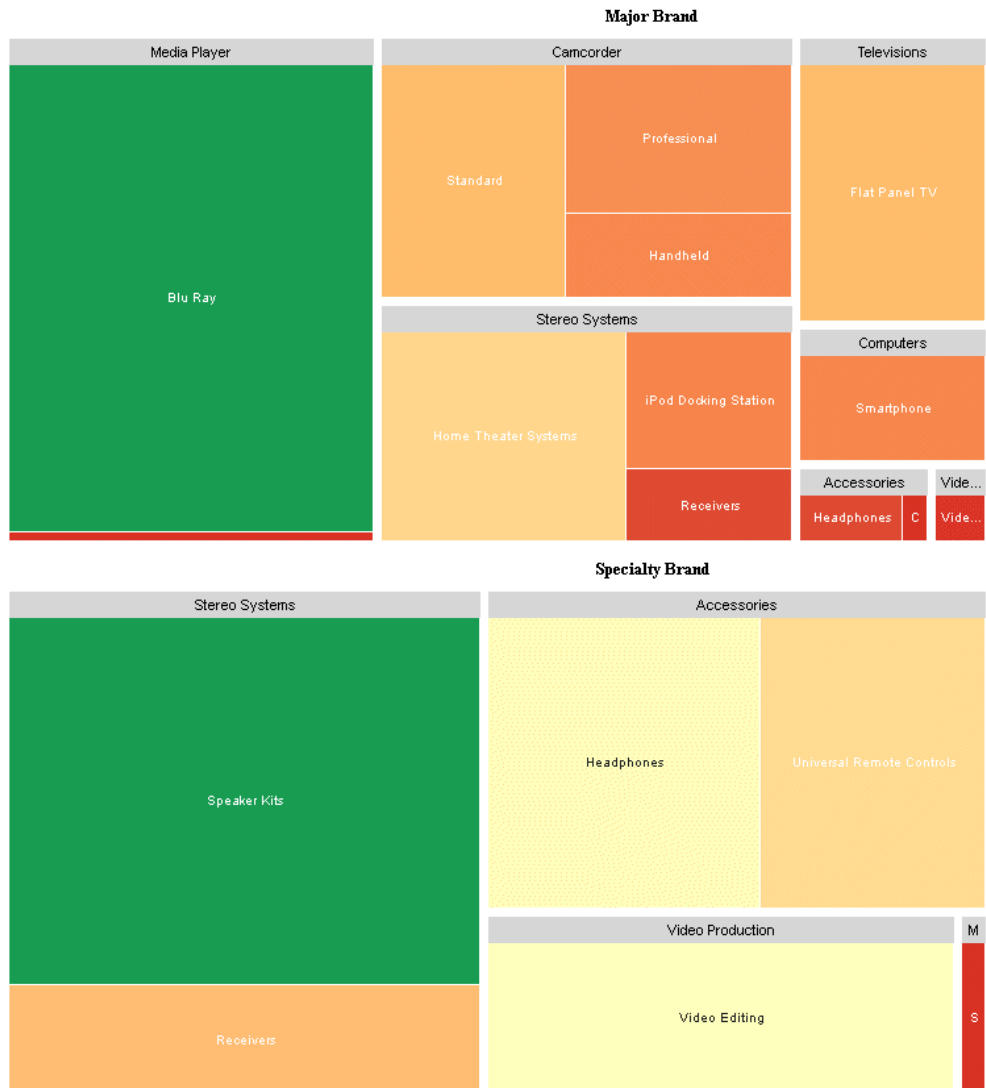 Major Brand
Media Player
Blu Ray
Camcorder
Standard
Professional
Handheld
Televisions
Flat Panel TV
Stereo Systems
Home Theater Systems
iPod Docking Station
Receivers
Computers
Smartphone
Accessories
Headphones
C
Vide...
Vide...
Specialty Brand
Stereo Systems
Speaker Kits
Receivers
Accessories
Headphones
Universal Remote Controls
Video Production
Video Editing
M
S